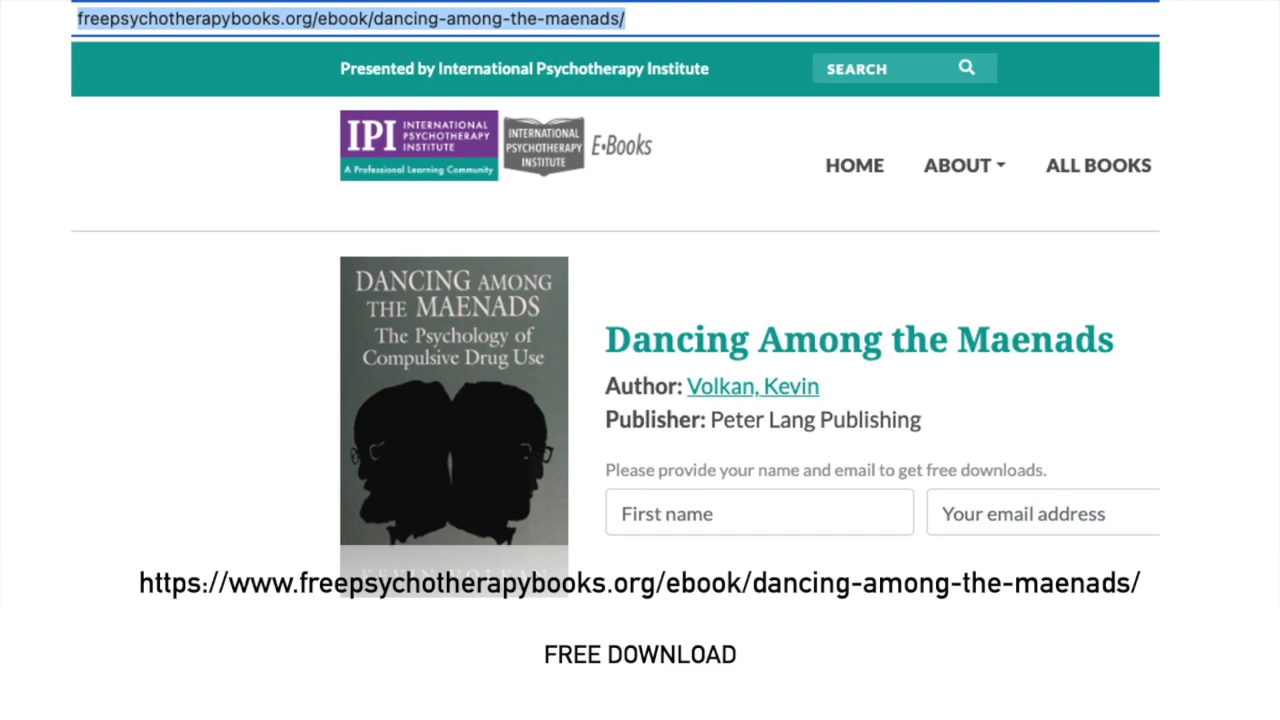 freepsychotherapybooks.org/ebook/dancing-among-the-maenads/
Presented by International Psychotherapy Institute
SEARCH
IPI INTERNATIONAL PSYCHOTHERAPY INSTITUTE
A Professional Learning Community
INTERNATIONAL
PSYCHOTHERAPY
INSTITUTE
E•Books
HOME ABOUT ALL BOOKS
DANCING AMONG
THE MAENADS
The Psychology of
Compulsive Drug Use
Dancing Among the Maenads
Author: Volkan, Kevin
Publisher: Peter Lang Publishing
Please provide your name and email to get free downloads.
First name Your email address
KEVIN VOLKAN
https://www.freepsychotherapybooks.org/ebook/dancing-among-the-maenads/
FREE DOWNLOAD